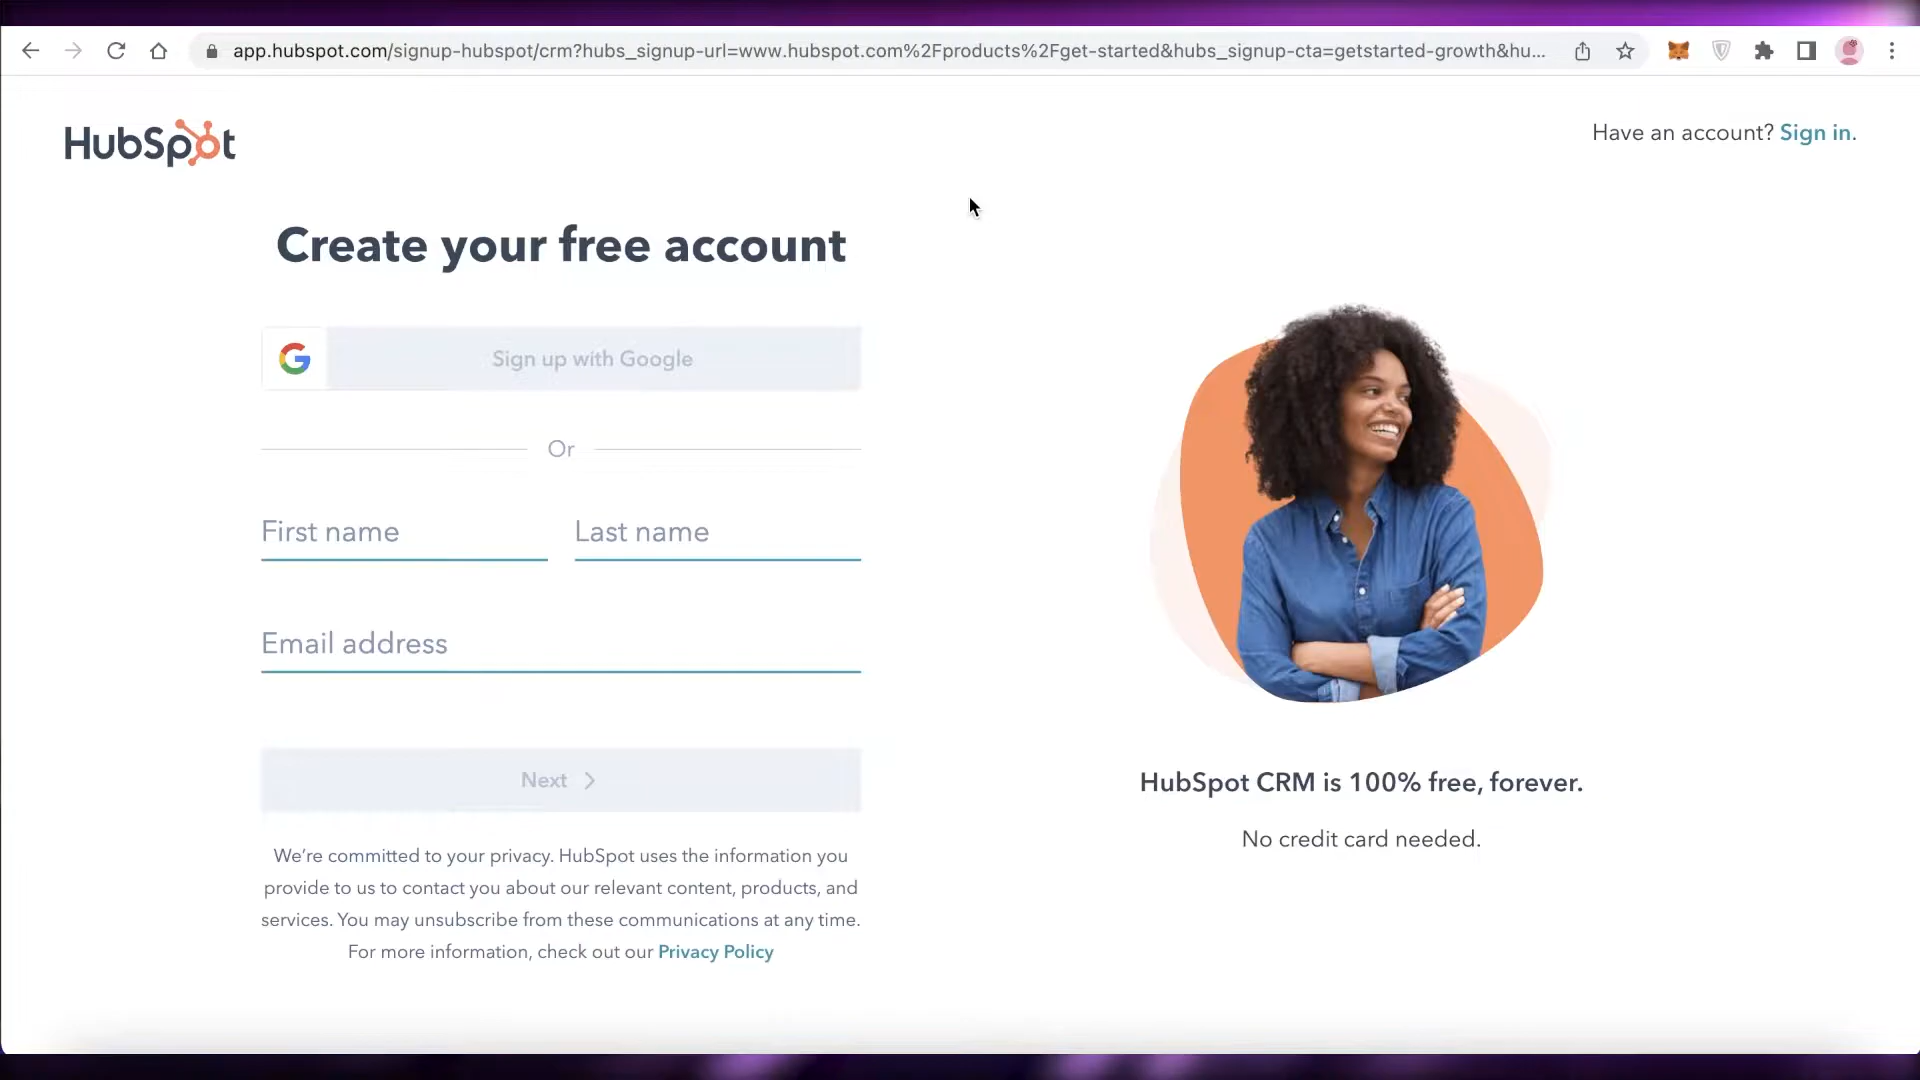 app.hubspot.com/signup-hubspot/crm?hubs_signup-url=www.hubspot.com%2Fproducts%2Fget-started&hubs_signup-cta=getstarted-growth&hu...
HubSpot
Have an account? Sign in.
Create your free account
Sign up with Google
Or
First name
Last name
Email address
Next
We’re committed to your privacy. HubSpot uses the information you
provide to us to contact you about our relevant content, products, and
services. You may unsubscribe from these communications at any time.
For more information, check out our Privacy Policy
HubSpot CRM is 100% free, forever.
No credit card needed.